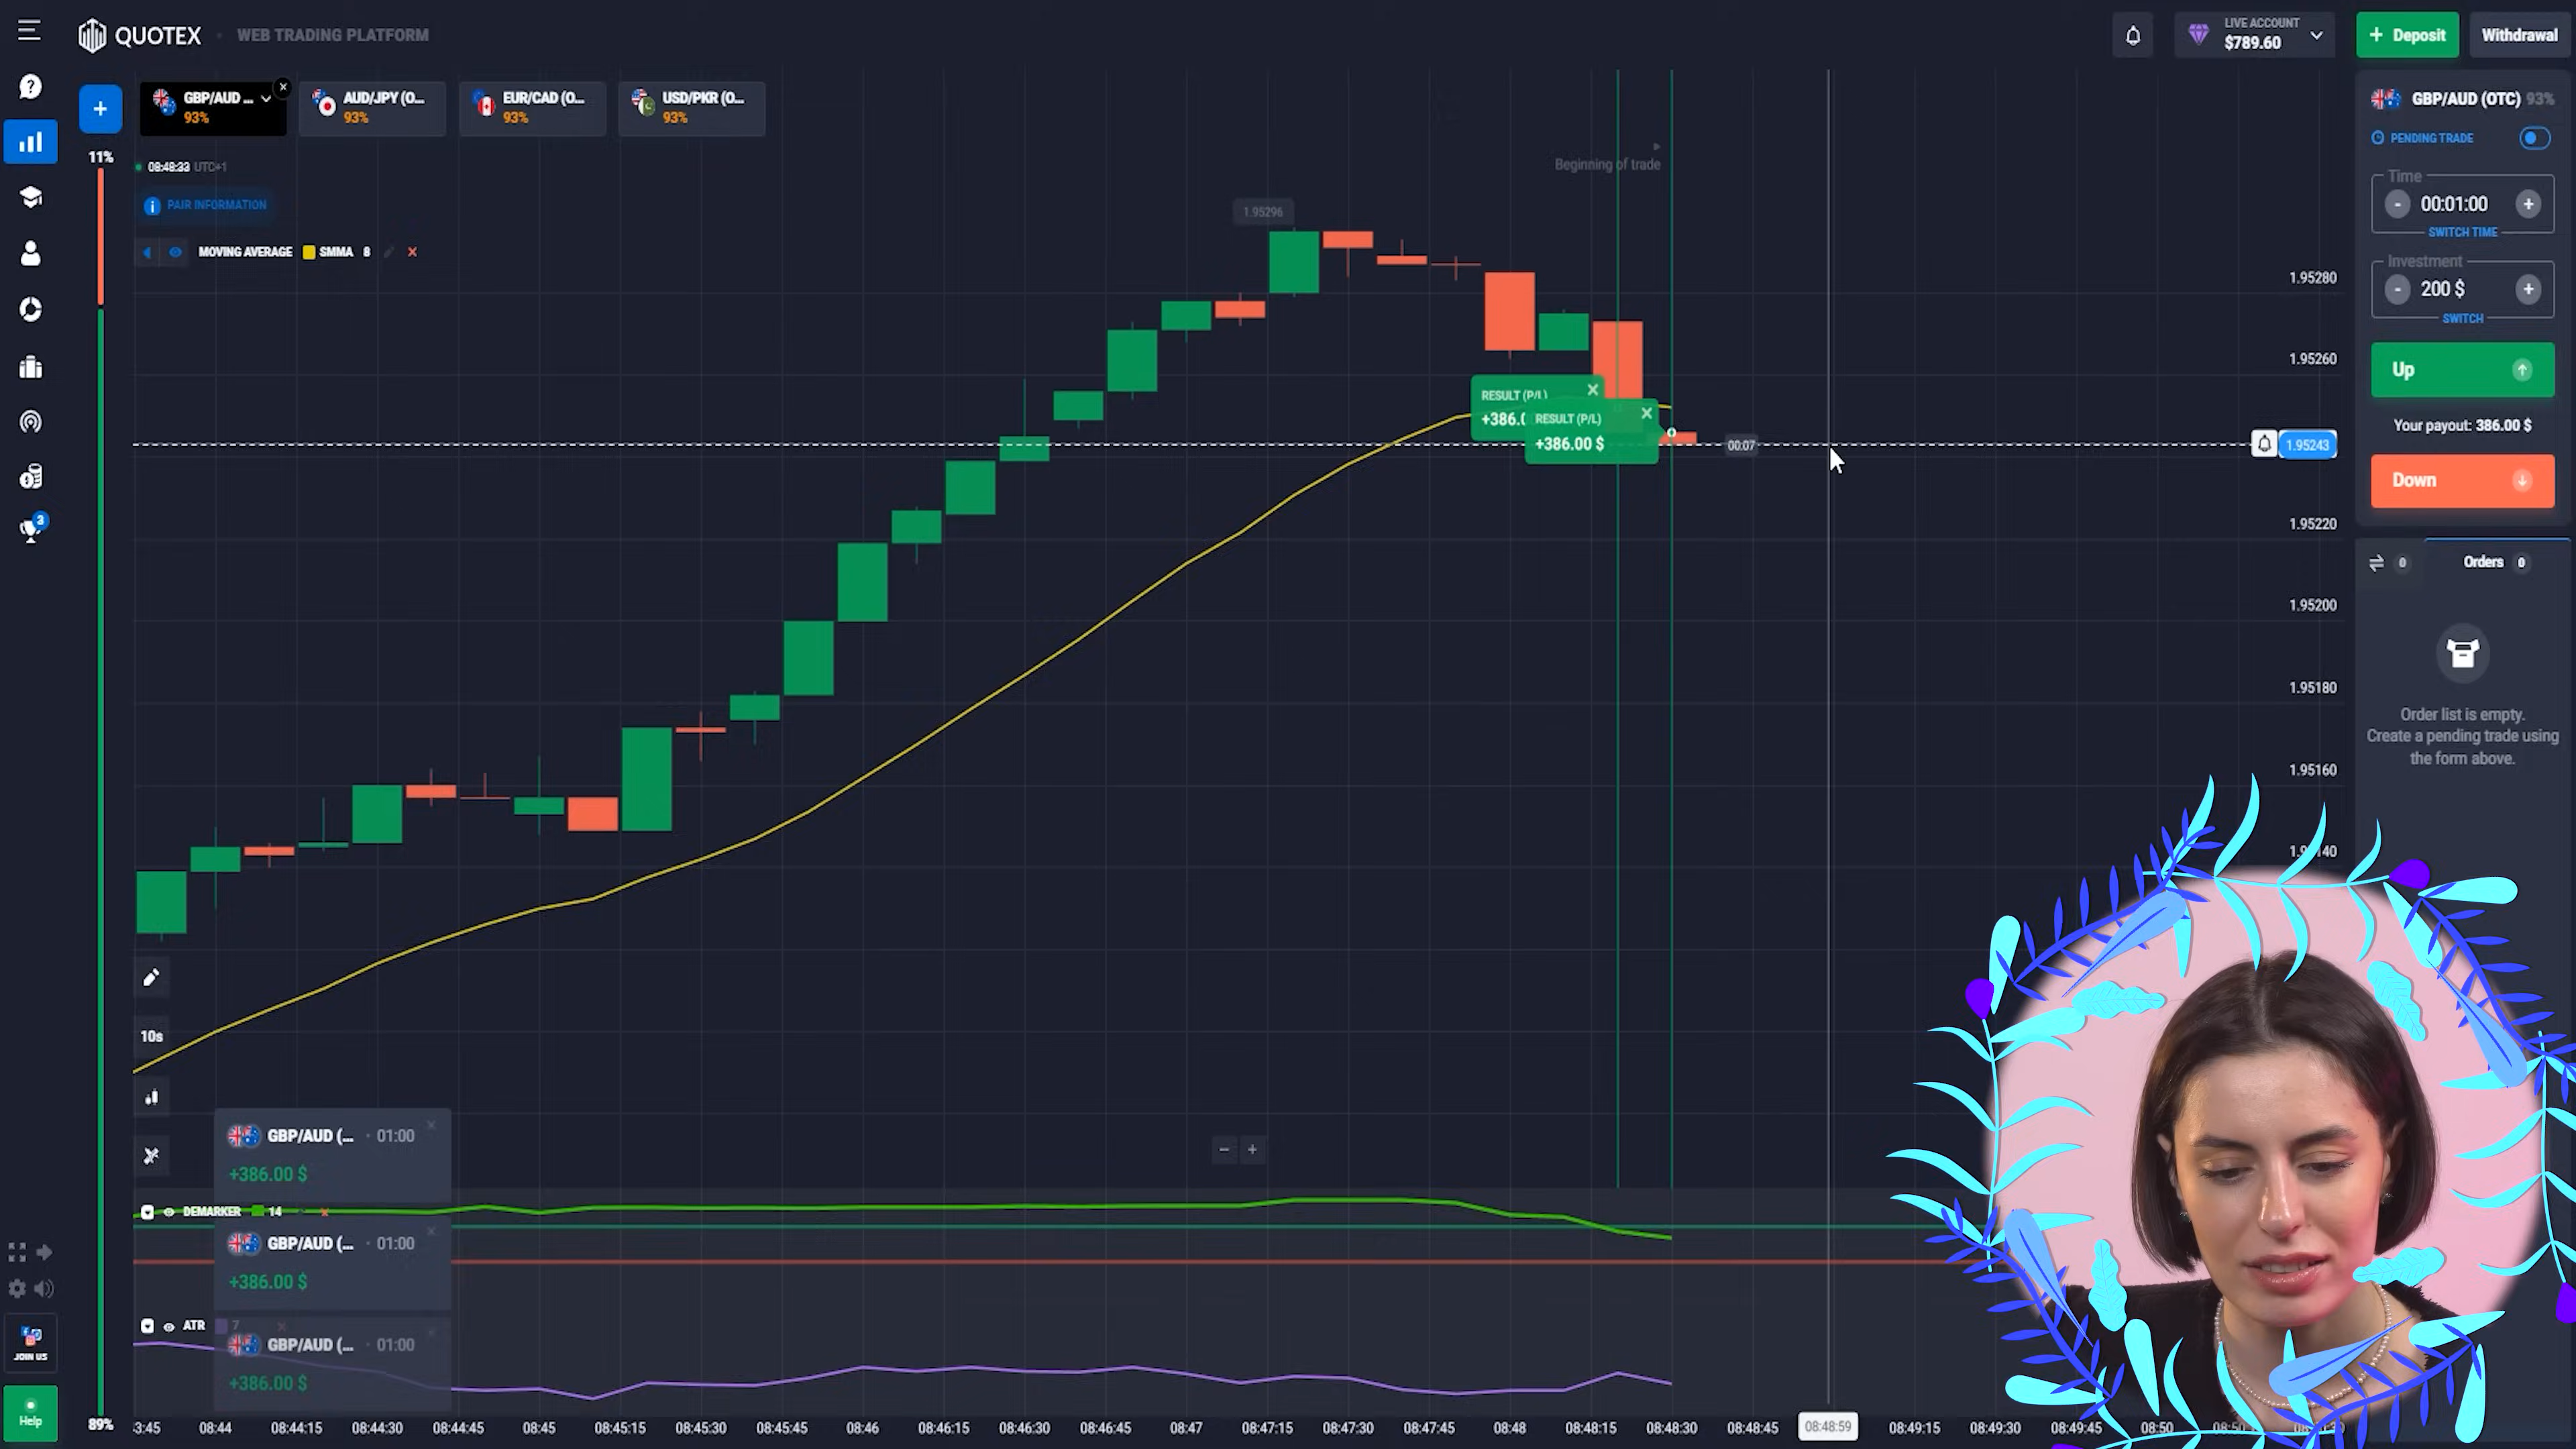 QUOTEX
WEB TRADING PLATFORM
LIVE ACCOUNT
$789.60
+ Deposit
Withdrawal
GBP/AUD ...
93%
AUD/JPY (O...
93%
EUR/CAD (O...
93%
USD/PKR (O...
93%
11%
08:48:33 UTC+1
PAIR INFORMATION
MOVING AVERAGE SMMA 8
Beginning of trade
1.95296
1.95280
1.95260
1.95243
1.95220
1.95200
1.95180
1.95160
RESULT (P/L)
+386.0
RESULT (P/L)
+386.00 $
00:07
GBP/AUD (OTC) 93%
PENDING TRADE
Time
- 00:01:00 +
SWITCH TIME
Investment
- 200 $ +
SWITCH
Up
Your payout: 386.00 $
Down
0
Orders 0
Order list is empty.
Create a pending trade using
the form above.
3
10s
GBP/AUD (... · 01:00
+386.00 $
DEMARKER 14
GBP/AUD (... · 01:00
+386.00 $
ATR 7
GBP/AUD (... · 01:00
+386.00 $
JOIN US
Help
89%
3:45 08:44 08:44:15 08:44:30 08:44:45 08:45 08:45:15 08:45:30 08:45:45 08:46 08:46:15 08:46:30 08:46:45 08:47 08:47:15 08:47:30 08:47:45 08:48 08:48:15 08:48:30 08:48:45 08:48:59 08:49:15 08:49:30 08:49:45 08:50